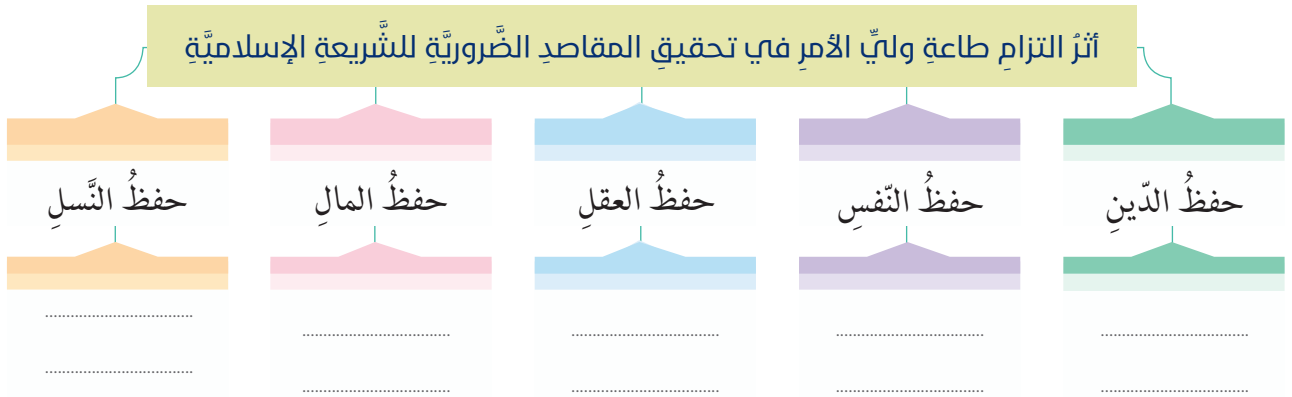 أثرُ التزامِ طاعةِ وليِّ الأمرِ في تحقيقِ المقاصدِ الضَّروريَّةِ للشَّريعةِ الإسلاميَّةِ
حفظُ الدّينِ
حفظُ النّفسِ
حفظُ العقلِ
حفظُ المالِ
حفظُ النَّسلِ